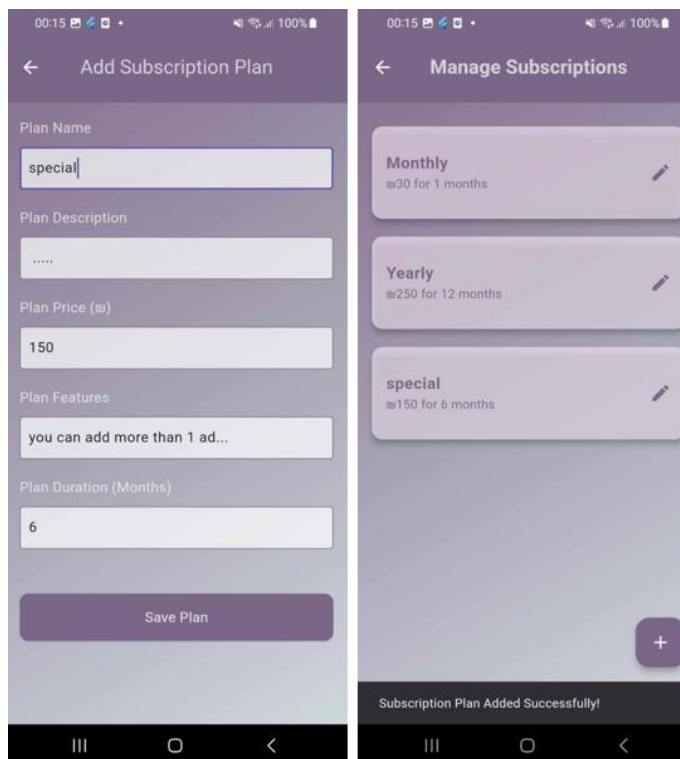 00:15
100%
Add Subscription Plan
Plan Name
special
Plan Description
.....
Plan Price (₪)
150
Plan Features
you can add more than 1 ad...
Plan Duration (Months)
6
Save Plan
00:15
100%
Manage Subscriptions
Monthly
₪30 for 1 months
Yearly
₪250 for 12 months
special
₪150 for 6 months
+
Subscription Plan Added Successfully!